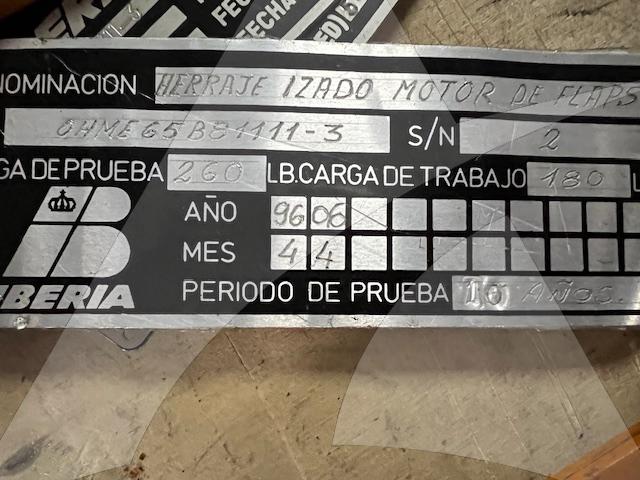 FECHA
NOMINACION HERRAJE IZADO MOTOR DE FLAPS
OHME65B81111-3 S/N 2
GA DE PRUEBA 260 LB. CARGA DE TRABAJO 180 L
AÑO 96 06
MES 4 4
IBERIA PERIODO DE PRUEBA 10 AÑOS.